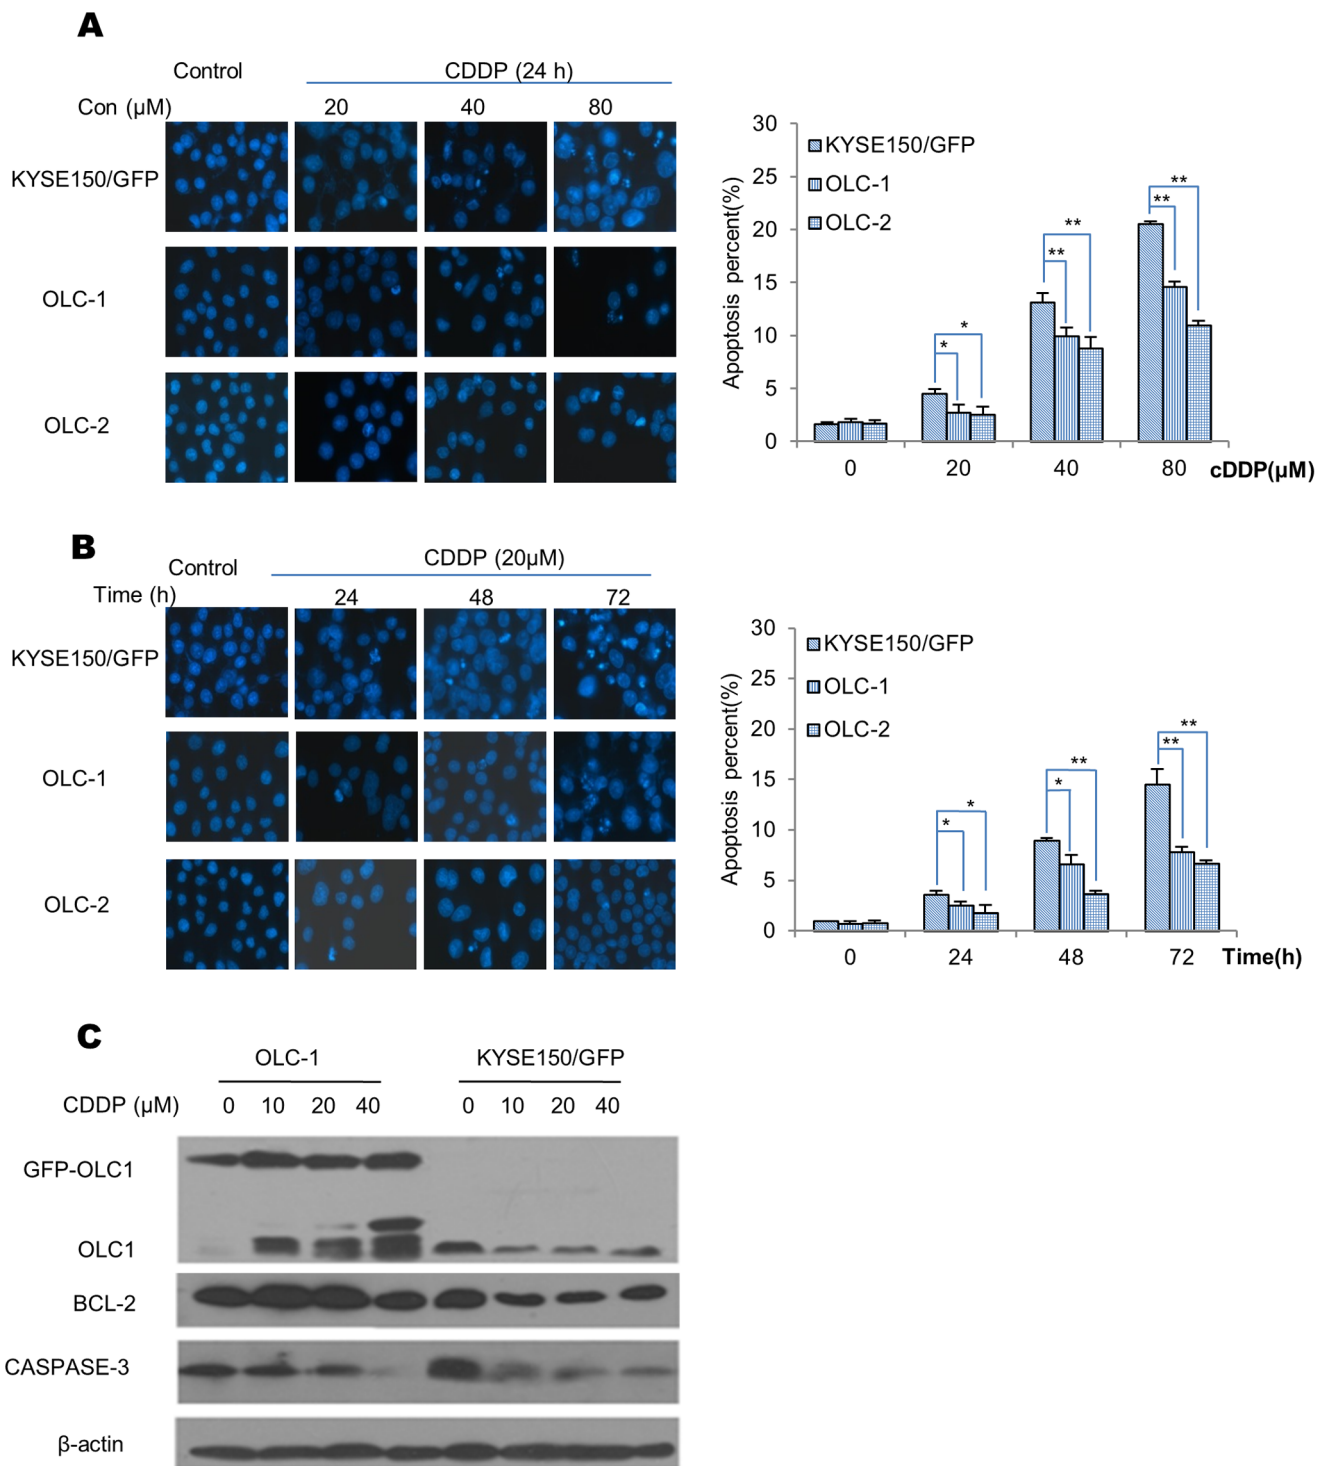 A
Control CDDP (24 h)
Con (μM) 20 40 80
KYSE150/GFP
OLC-1
OLC-2
30
25
20
15
10
5
0
Apoptosis percent(%)
KYSE150/GFP
OLC-1
OLC-2
* *
** **
** **
0 20 40 80 cDDP(μM)
B
Control CDDP (20μM)
Time (h) 24 48 72
KYSE150/GFP
OLC-1
OLC-2
30
25
20
15
10
5
0
Apoptosis percent(%)
KYSE150/GFP
OLC-1
OLC-2
* *
* **
** **
0 24 48 72 Time(h)
C
OLC-1 KYSE150/GFP
CDDP (μM) 0 10 20 40 0 10 20 40
GFP-OLC1
OLC1
BCL-2
CASPASE-3
β-actin